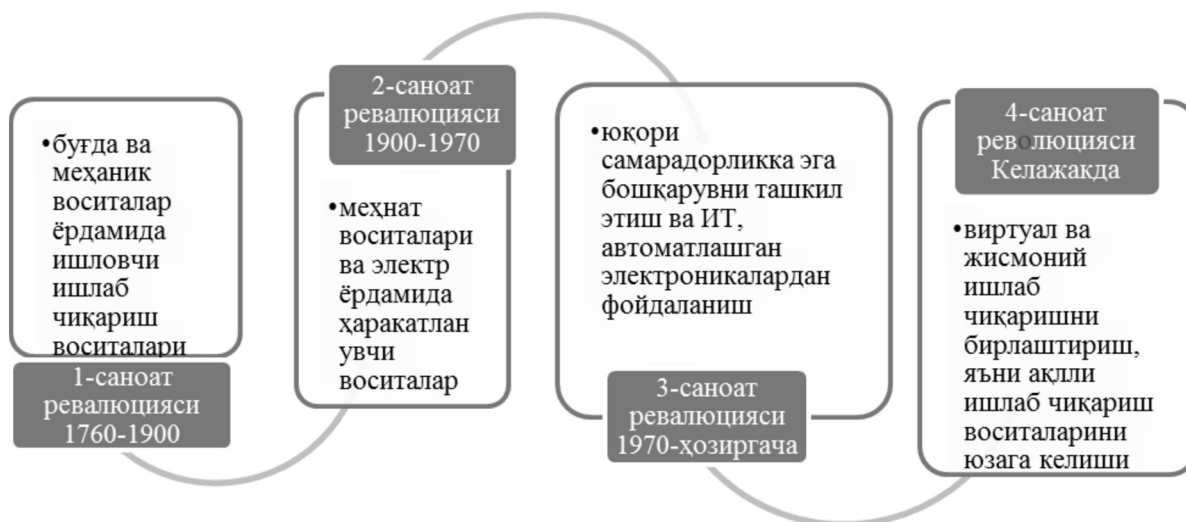 •буғда ва
меҳаник
воситалар
ёрдамида
ишловчи
ишлаб
чиқариш
воситалари
1-саноат
ревалюцияси
1760-1900
2-саноат
ревалюцияси
1900-1970
•меҳнат
воситалари
ва электр
ёрдамида
ҳаракатлан
увчи
воситалар
•юқори
самарадорликка эга
бошқарувни ташкил
этиш ва ИТ,
автоматлашган
электроникалардан
фойдаланиш
3-саноат
ревалюцияси
1970-ҳозиргача
4-саноат
революцияси
Келажакда
•виртуал ва
жисмоний
ишлаб
чиқаришни
бирлаштириш,
яъни ақлли
ишлаб чиқариш
воситаларини
юзага келиши